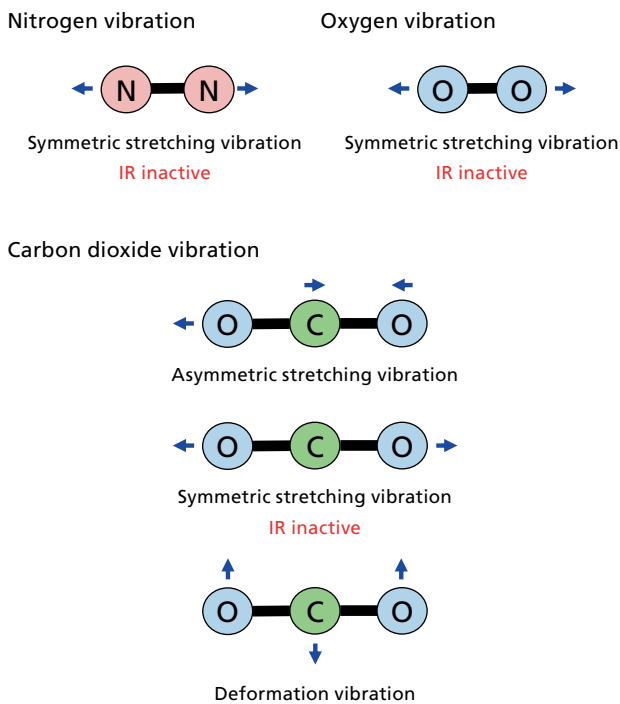 Nitrogen vibration
Oxygen vibration
N N
O O
Symmetric stretching vibration
Symmetric stretching vibration
IR inactive
IR inactive
Carbon dioxide vibration
O C O
Asymmetric stretching vibration
O C O
Symmetric stretching vibration
IR inactive
O C O
Deformation vibration